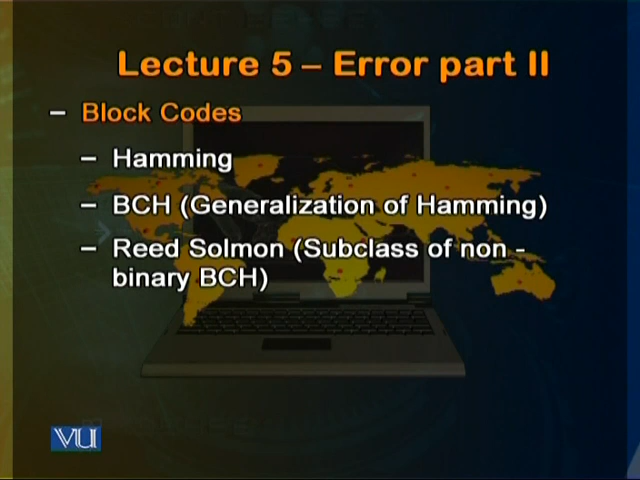 Lecture 5 – Error part II
– Block Codes
– Hamming
– BCH (Generalization of Hamming)
– Reed Solmon (Subclass of non -
binary BCH)
VU